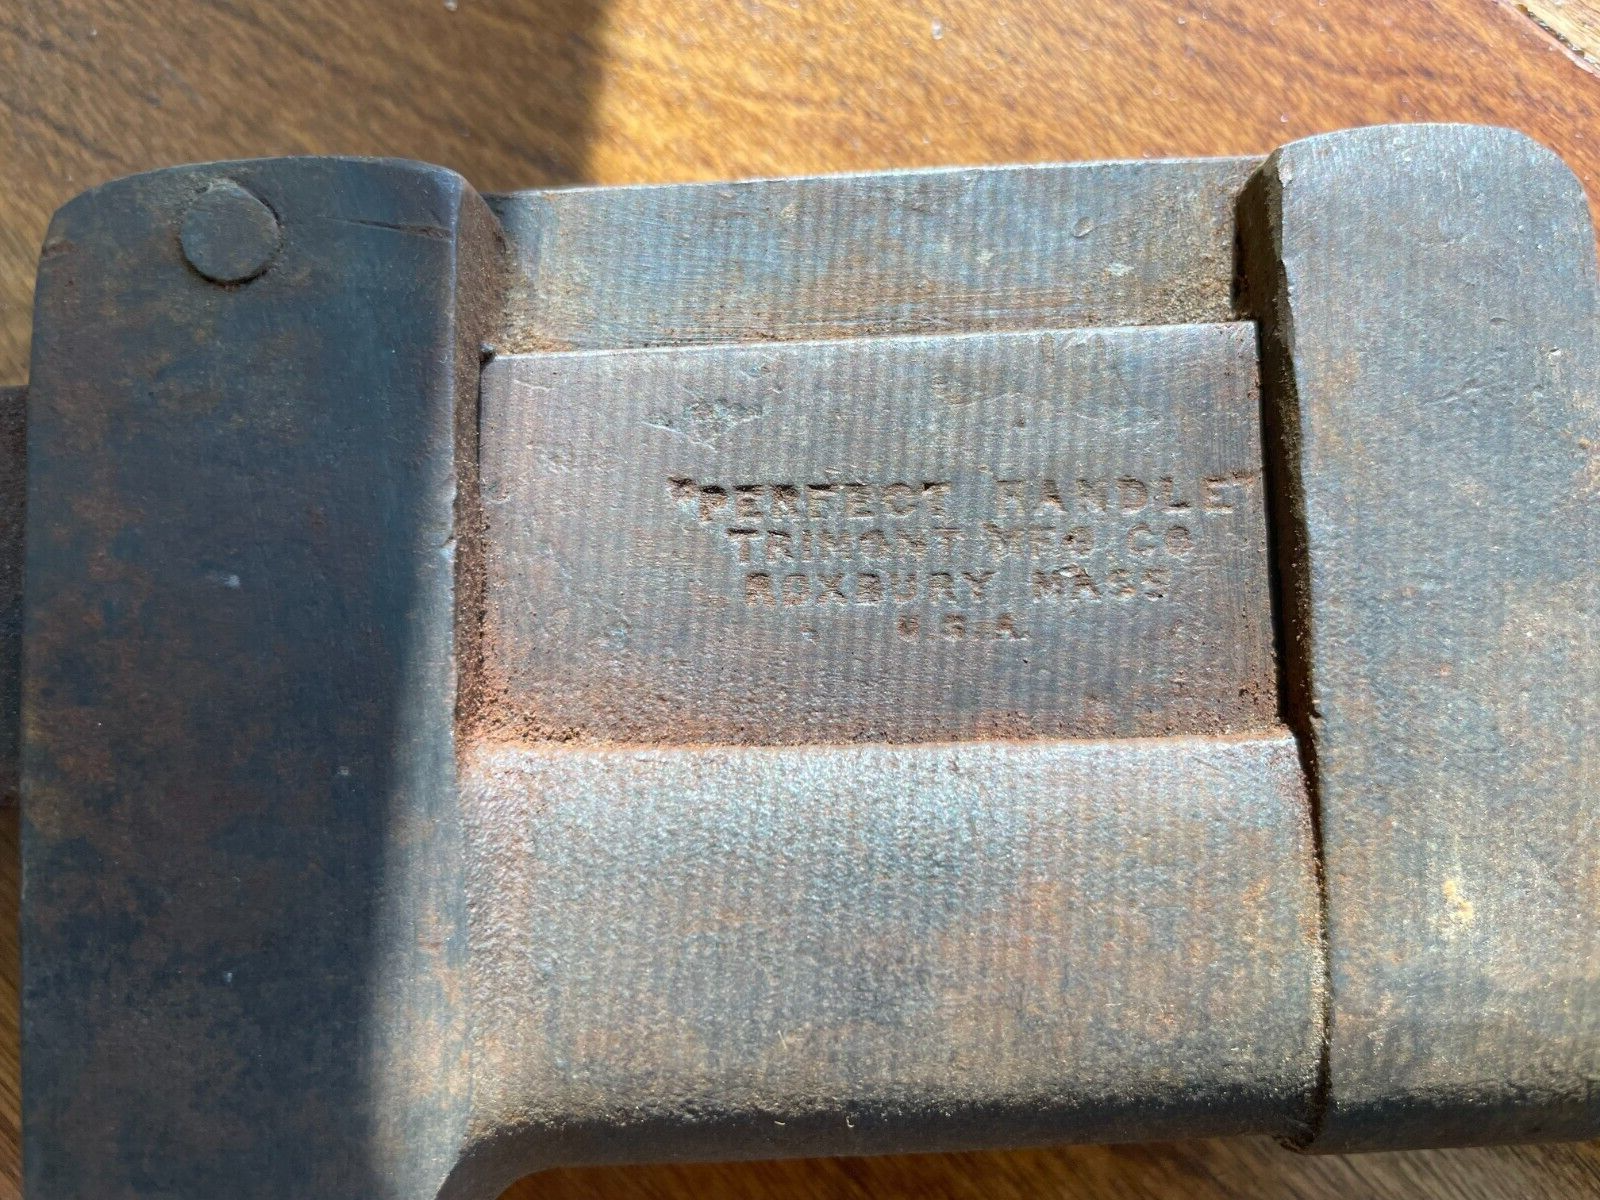 "PERFECT HANDLE"
TRIMONT MFG. CO
ROXBURY MASS
U.S.A.